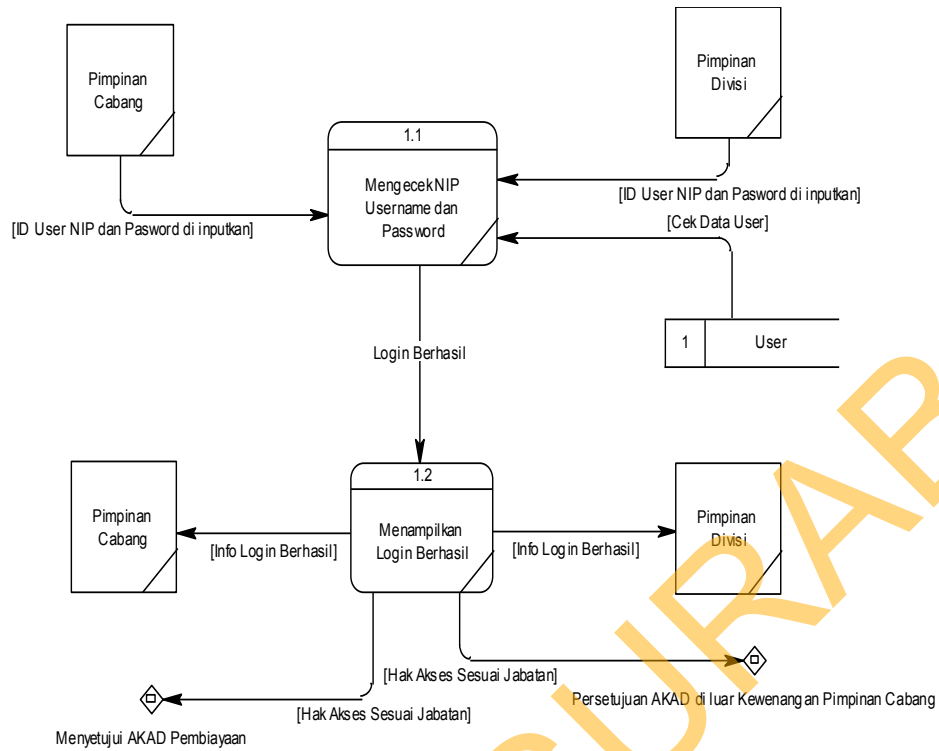 Pimpinan
Cabang
Pimpinan
Divisi
1.1
Mengecek NIP
Username dan
Password
[ID User NIP dan Pasword di inputkan]
[ID User NIP dan Pasword di inputkan]
[Cek Data User]
1
User
Login Berhasil
1.2
Menampilkan
Login Berhasil
Pimpinan
Cabang
[Info Login Berhasil]
[Info Login Berhasil]
Pimpinan
Divisi
[Hak Akses Sesuai Jabatan]
Persetujuan AKAD di luar Kewenangan Pimpinan Cabang
[Hak Akses Sesuai Jabatan]
Menyetujui AKAD Pembiayaan